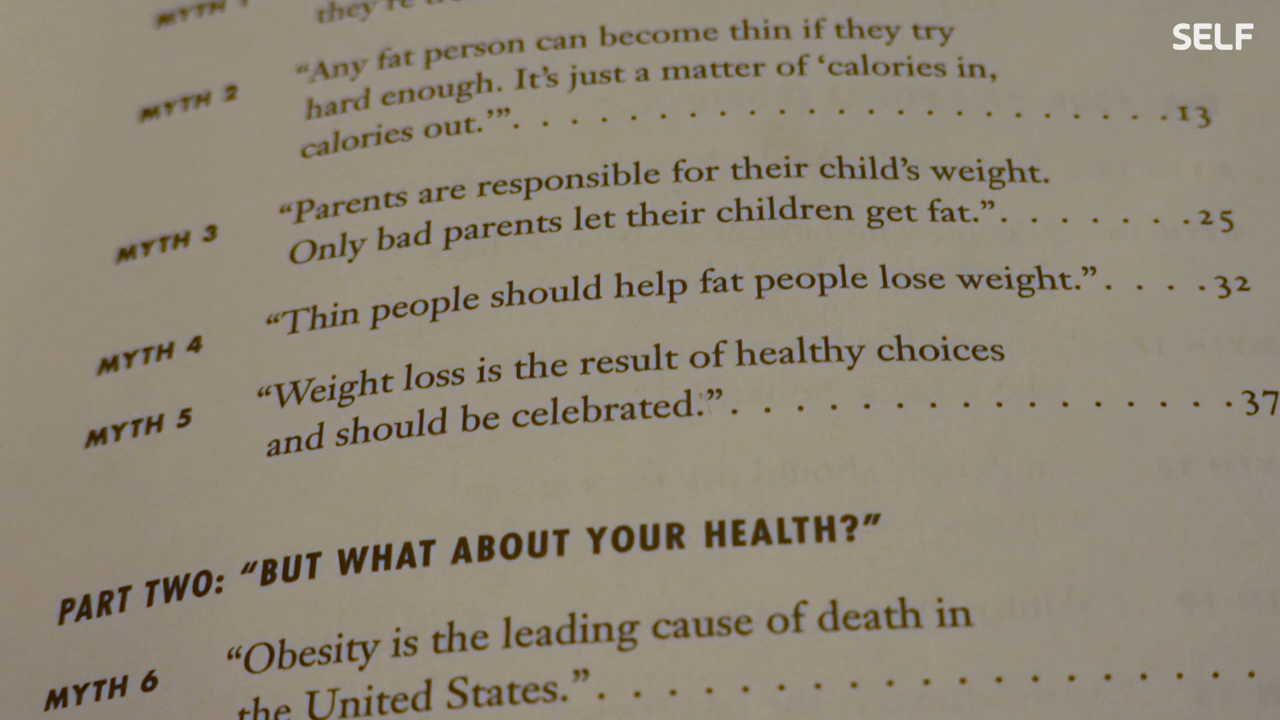 SELF
MYTH
they're
"Any fat person can become thin if they try
MYTH 2
hard enough. It's just a matter of 'calories in,
calories out.'" . . . . . . . . . . . . . . . . . . . . . . . 13
"Parents are responsible for their child's weight.
MYTH 3
Only bad parents let their children get fat.". . . . . . . . 25
"Thin people should help fat people lose weight.". . . . . 32
MYTH 4
"Weight loss is the result of healthy choices
MYTH 5
and should be celebrated.". . . . . . . . . . . . . . . . . . 37
PART TWO: "BUT WHAT ABOUT YOUR HEALTH?"
"Obesity is the leading cause of death in
MYTH 6
the United States.". . . . . . . . . . . . . . . . . .